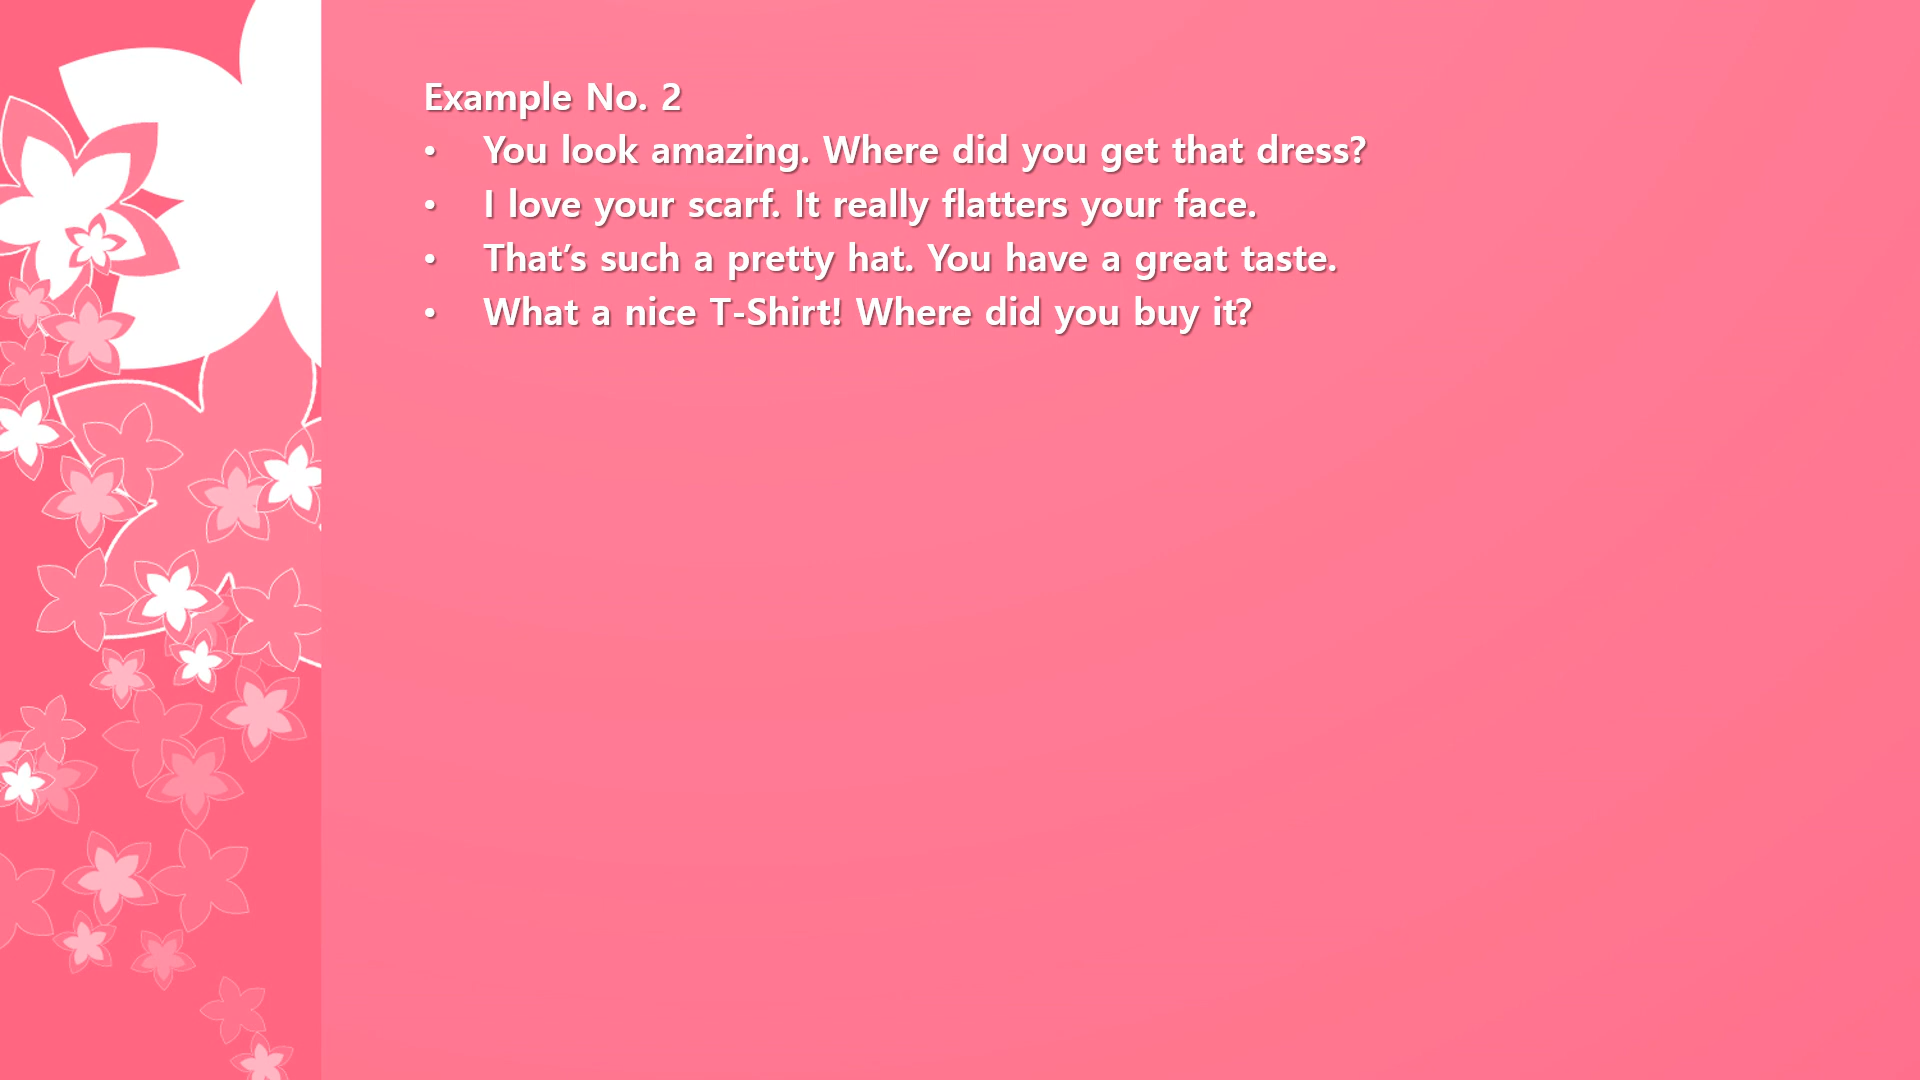 Example No. 2
• You look amazing. Where did you get that dress?
• I love your scarf. It really flatters your face.
• That’s such a pretty hat. You have a great taste.
• What a nice T-Shirt! Where did you buy it?